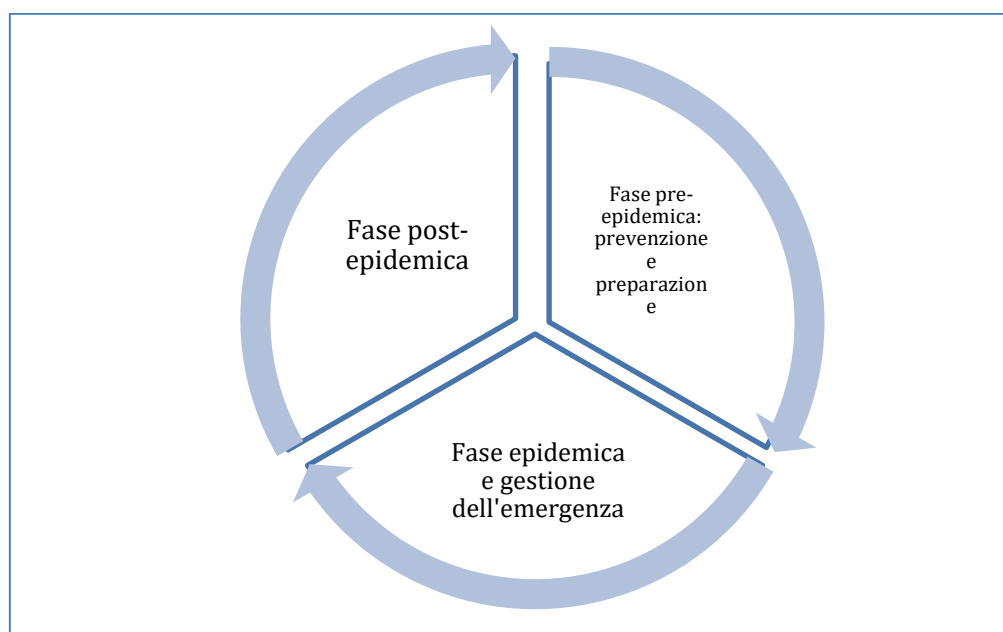 Fase post-
epidemica
Fase pre-
epidemica:
prevenzione
e
preparazion
e
Fase epidemica
e gestione
dell'emergenza